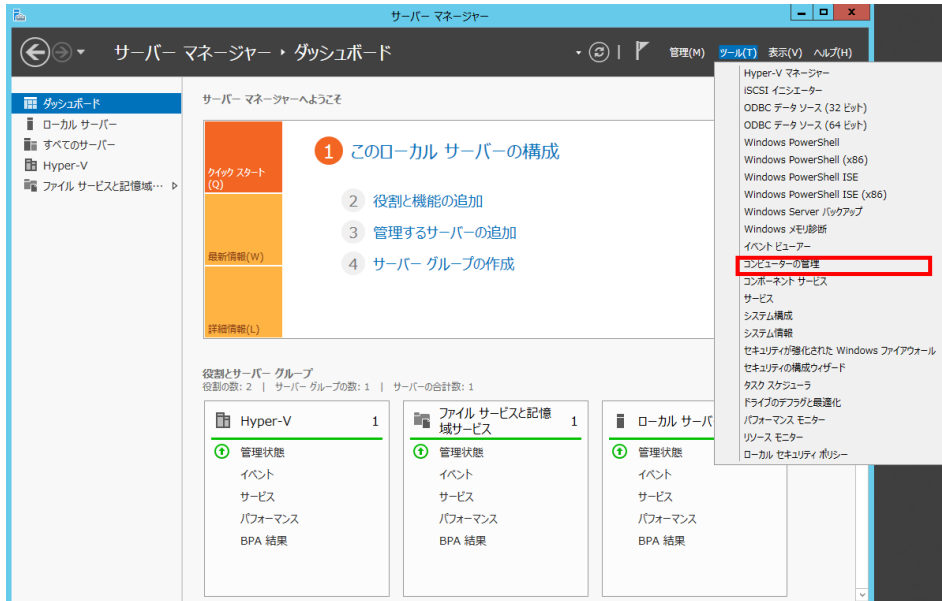 サーバー マネージャー
サーバー マネージャー ・ ダッシュボード
管理(M) ツール(T) 表示(V) ヘルプ(H)
ダッシュボード
ローカル サーバー
すべてのサーバー
Hyper-V
ファイル サービスと記憶域…
サーバー マネージャーへようこそ
クイック スタート
(Q)
最新情報(W)
詳細情報(L)
1 このローカル サーバーの構成
2 役割と機能の追加
3 管理するサーバーの追加
4 サーバー グループの作成
役割とサーバー グループ
役割の数: 2 | サーバー グループの数: 1 | サーバーの合計数: 1
Hyper-V 1
管理状態
イベント
サービス
パフォーマンス
BPA 結果
ファイル サービスと記憶
域サービス 1
管理状態
イベント
サービス
パフォーマンス
BPA 結果
ローカル サーバ
管理状態
イベント
サービス
パフォーマンス
BPA 結果
Hyper-V マネージャー
iSCSI イニシエーター
ODBC データ ソース (32 ビット)
ODBC データ ソース (64 ビット)
Windows PowerShell
Windows PowerShell (x86)
Windows PowerShell ISE
Windows PowerShell ISE (x86)
Windows Server バックアップ
Windows メモリ診断
イベント ビューアー
コンピューターの管理
コンポーネント サービス
サービス
システム構成
システム情報
セキュリティが強化された Windows ファイアウォール
セキュリティの構成ウィザード
タスク スケジューラ
ドライブのデフラグと最適化
パフォーマンス モニター
リソース モニター
ローカル セキュリティ ポリシー